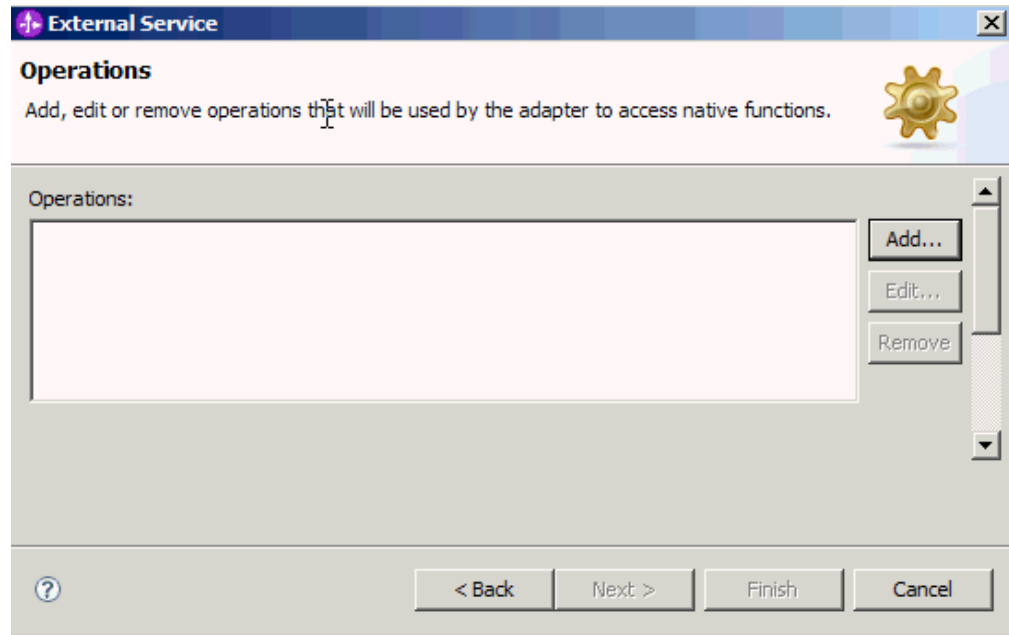 External Service
Operations
Add, edit or remove operations that will be used by the adapter to access native functions.
Operations:
Add...
Edit...
Remove
?
< Back
Next >
Finish
Cancel